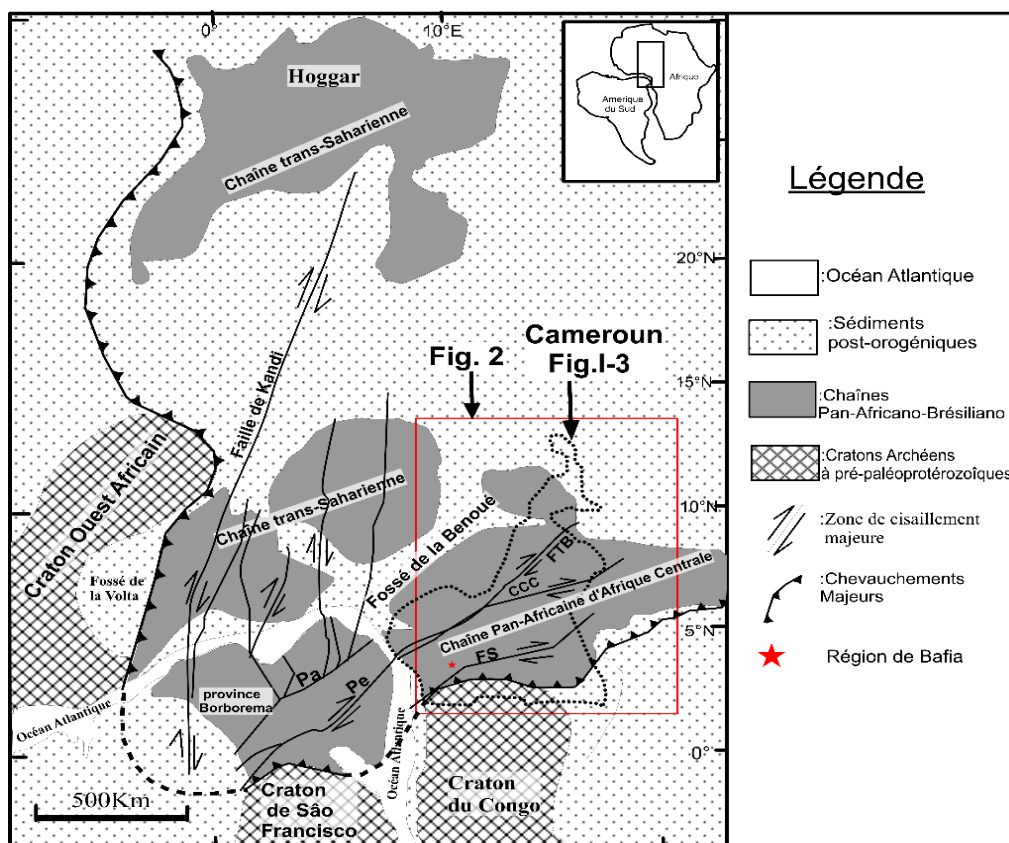 0°
10°E
Hoggar
Chaîne trans-Saharienne
Afrique
Amerique
du Sud
20°N
Faille de Kandi
Fig. 2
Cameroun
Fig.I-3
15°N
Craton Ouest Africain
Chaîne trans-Saharienne
10°N
Fossé de la Benoué
FTB
CCC
Fossé de
la Volta
Chaîne Pan-Africaine d'Afrique Centrale
5°N
FS
Pa
Pe
province
Borborema
Océan Atlantique
Océan Atlantique
0°
500Km
Craton
de Sâo
Francisco
Craton
du Congo
Légende
:Océan Atlantique
:Sédiments
post-orogéniques
:Chaînes
Pan-Africano-Brésiliano
:Cratons Archéens
à pré-paléoprotérozoîques
:Zone de cisaillement
majeure
:Chevauchements
Majeurs
Région de Bafia